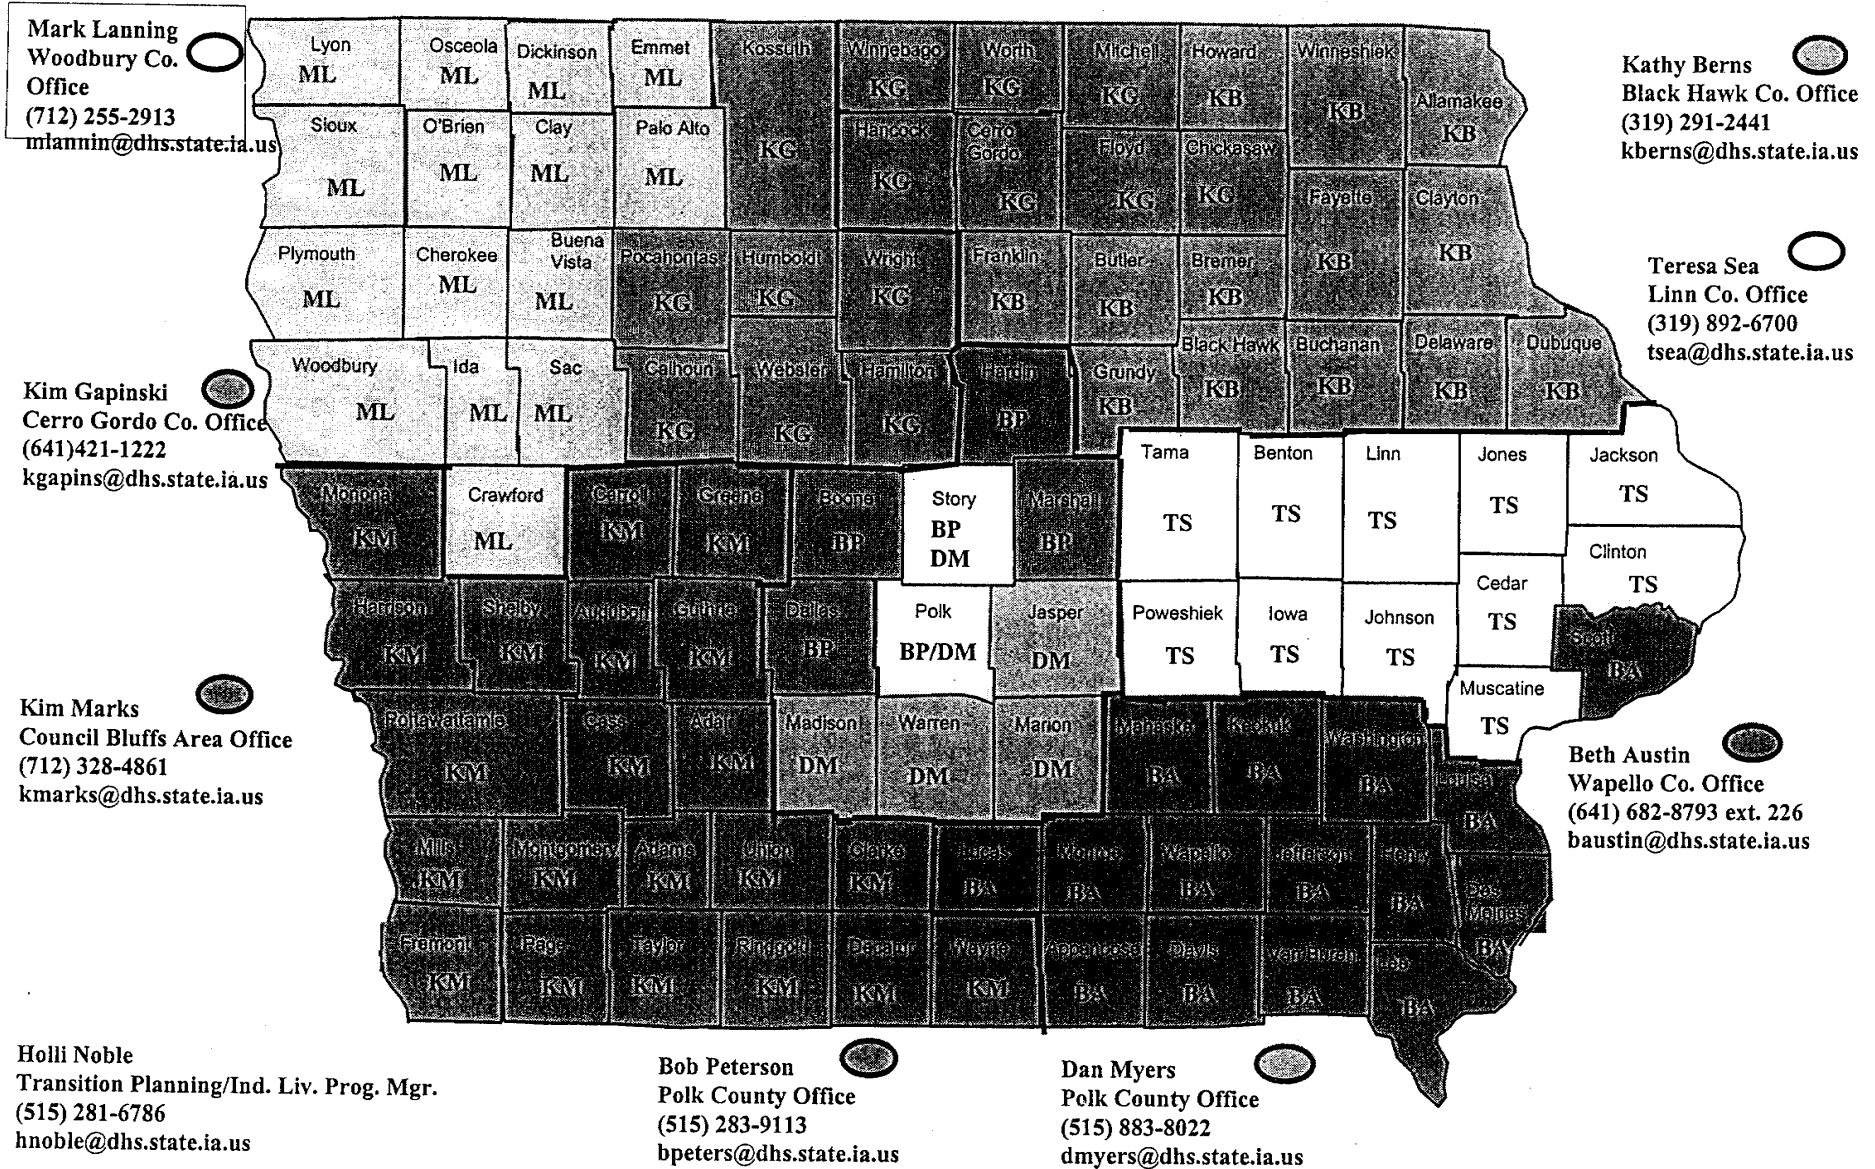 Mark Lanning
Woodbury Co.
Office
(712) 255-2913
mlannin@dhs.state.ia.us
Kathy Berns
Black Hawk Co. Office
(319) 291-2441
kberns@dhs.state.ia.us
Teresa Sea
Linn Co. Office
(319) 892-6700
tsea@dhs.state.ia.us
Kim Gapinski
Cerro Gordo Co. Office
(641)421-1222
kgapins@dhs.state.ia.us
Kim Marks
Council Bluffs Area Office
(712) 328-4861
kmarks@dhs.state.ia.us
Beth Austin
Wapello Co. Office
(641) 682-8793 ext. 226
baustin@dhs.state.ia.us
Lyon
ML
Osceola
ML
Dickinson
ML
Emmet
ML
Kossuth
KG
Winnebago
KG
Worth
KG
Mitchell
KG
Howard
KB
Winneshiek
KB
Allamakee
KB
Sioux
ML
O'Brien
ML
Clay
ML
Palo Alto
ML
Hancock
KG
Cerro
Gordo
KG
Floyd
KG
Chickasaw
KG
Fayette
KB
Clayton
KB
Plymouth
ML
Cherokee
ML
Buena
Vista
ML
Pocahontas
KG
Humboldt
KG
Wright
KG
Franklin
KB
Butler
KB
Bremer
KB
Woodbury
ML
Ida
ML
Sac
ML
Calhoun
KG
Webster
KG
Hamilton
KG
Hardin
BP
Grundy
KB
Black Hawk
KB
Buchanan
KB
Delaware
KB
Dubuque
KB
Monona
KM
Crawford
ML
Carroll
KM
Greene
KM
Boone
BP
Story
BP
DM
Marshall
BP
Tama
TS
Benton
TS
Linn
TS
Jones
TS
Jackson
TS
Clinton
TS
Harrison
KM
Shelby
KM
Audubon
KM
Guthrie
KM
Dallas
BP
Polk
BP/DM
Jasper
DM
Poweshiek
TS
Iowa
TS
Johnson
TS
Cedar
TS
Scott
BA
Muscatine
TS
Pottawattamie
KM
Cass
KM
Adair
KM
Madison
DM
Warren
DM
Marion
DM
Mahaska
BA
Keokuk
BA
Washington
BA
Louisa
BA
Mills
KM
Montgomery
KM
Adams
KM
Union
KM
Clarke
KM
Lucas
BA
Monroe
BA
Wapello
BA
Jefferson
BA
Henry
BA
Des
Moines
BA
Fremont
KM
Page
KM
Taylor
KM
Ringgold
KM
Decatur
KM
Wayne
KM
Appanoose
BA
Davis
BA
Van Buren
BA
Lee
BA
Holli Noble
Transition Planning/Ind. Liv. Prog. Mgr.
(515) 281-6786
hnoble@dhs.state.ia.us
Bob Peterson
Polk County Office
(515) 283-9113
bpeters@dhs.state.ia.us
Dan Myers
Polk County Office
(515) 883-8022
dmyers@dhs.state.ia.us